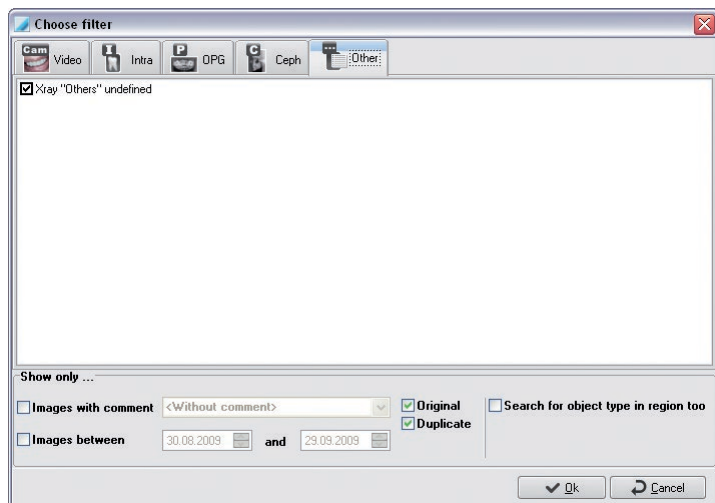 Choose filter
Cam Video I Intra P OPG C Ceph Other
Xray "Others" undefined
Show only ...
Images with comment <Without comment> Original Search for object type in region too
Duplicate
Images between 30.08.2009 and 29.09.2009
Ok Cancel